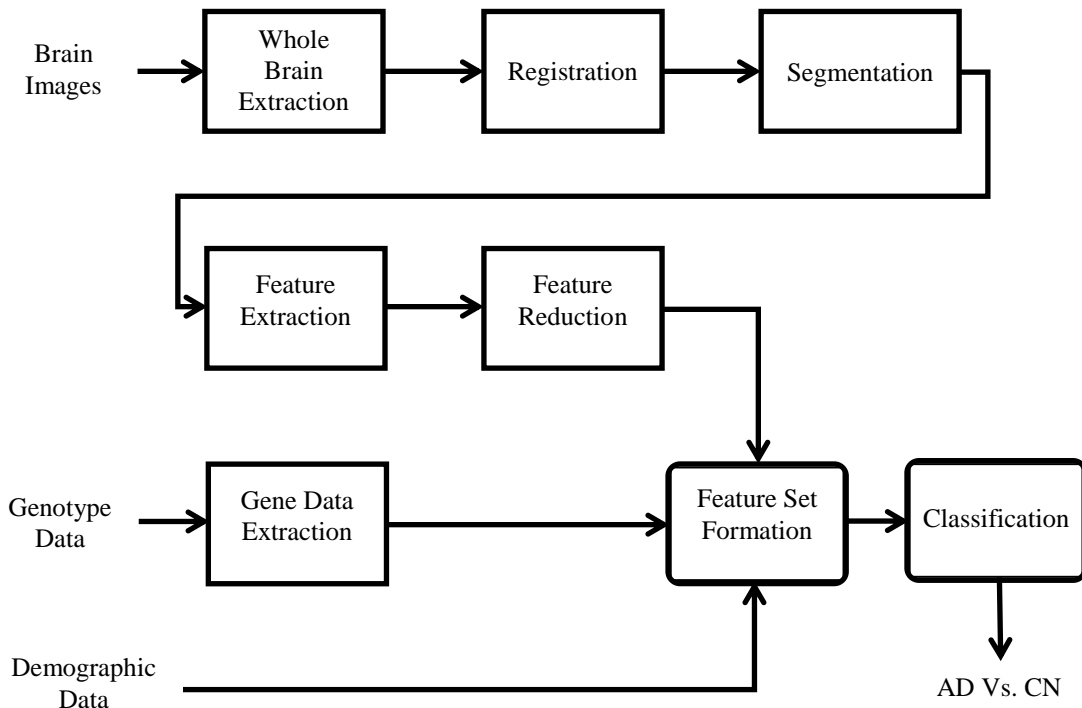 Brain
Images
Whole
Brain
Extraction
Registration
Segmentation
Feature
Extraction
Feature
Reduction
Genotype
Data
Gene Data
Extraction
Feature Set
Formation
Classification
Demographic
Data
AD Vs. CN